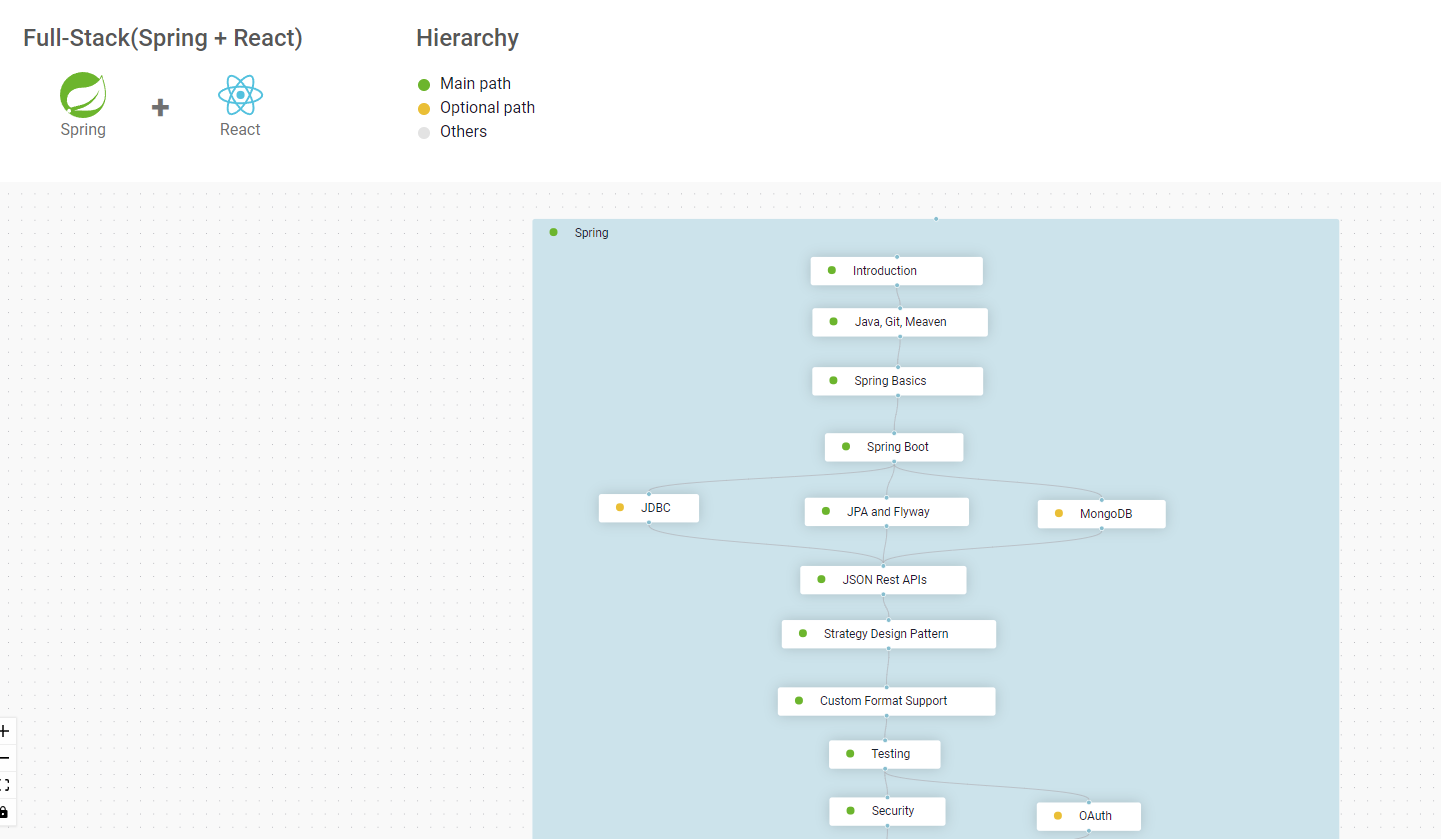 Full-Stack(Spring + React)
Hierarchy
Spring
React
Main path
Optional path
Others
Spring
Introduction
Java, Git, Meaven
Spring Basics
Spring Boot
JDBC
JPA and Flyway
MongoDB
JSON Rest APIs
Strategy Design Pattern
Custom Format Support
Testing
Security
OAuth